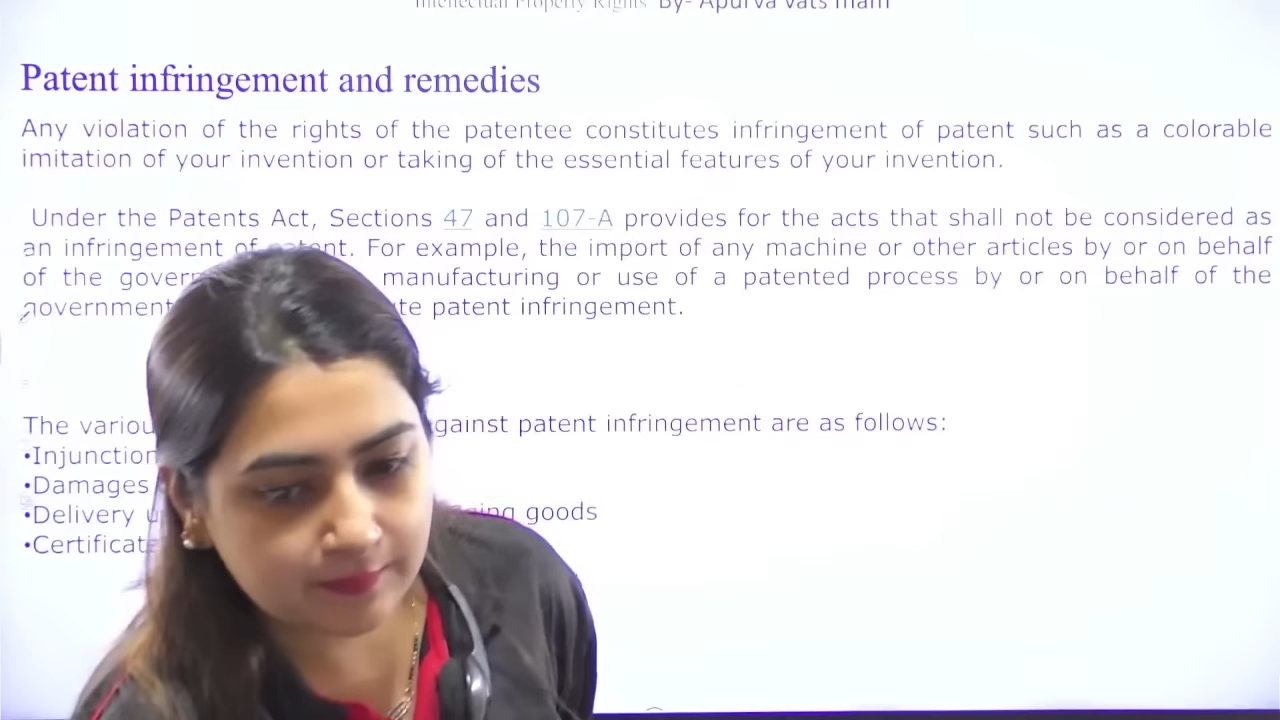 Intellectual Property Rights By- Apurva Vats mam
Patent infringement and remedies
Any violation of the rights of the patentee constitutes infringement of patent such as a colorable
imitation of your invention or taking of the essential features of your invention.
Under the Patents Act, Sections 47 and 107-A provides for the acts that shall not be considered as
an infringement of patent. For example, the import of any machine or other articles by or on behalf
of the manufacturing or use of a patented process by or on behalf of the
government patent infringement.
The against patent infringement are as follows:
•Injunction
•Damages
•Delivery goods
•Certificate